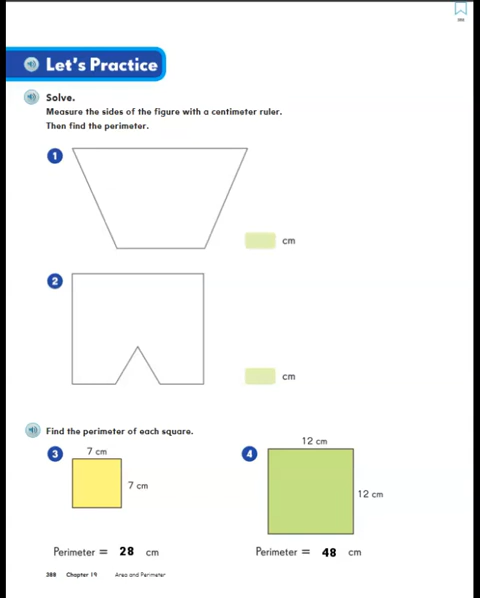 Let's Practice
Solve.
Measure the sides of the figure with a centimeter ruler.
Then find the perimeter.
1
cm
2
cm
Find the perimeter of each square.
3
7 cm
7 cm
4
12 cm
12 cm
Perimeter = 28 cm
Perimeter = 48 cm
388 Chapter 19 Area and Perimeter